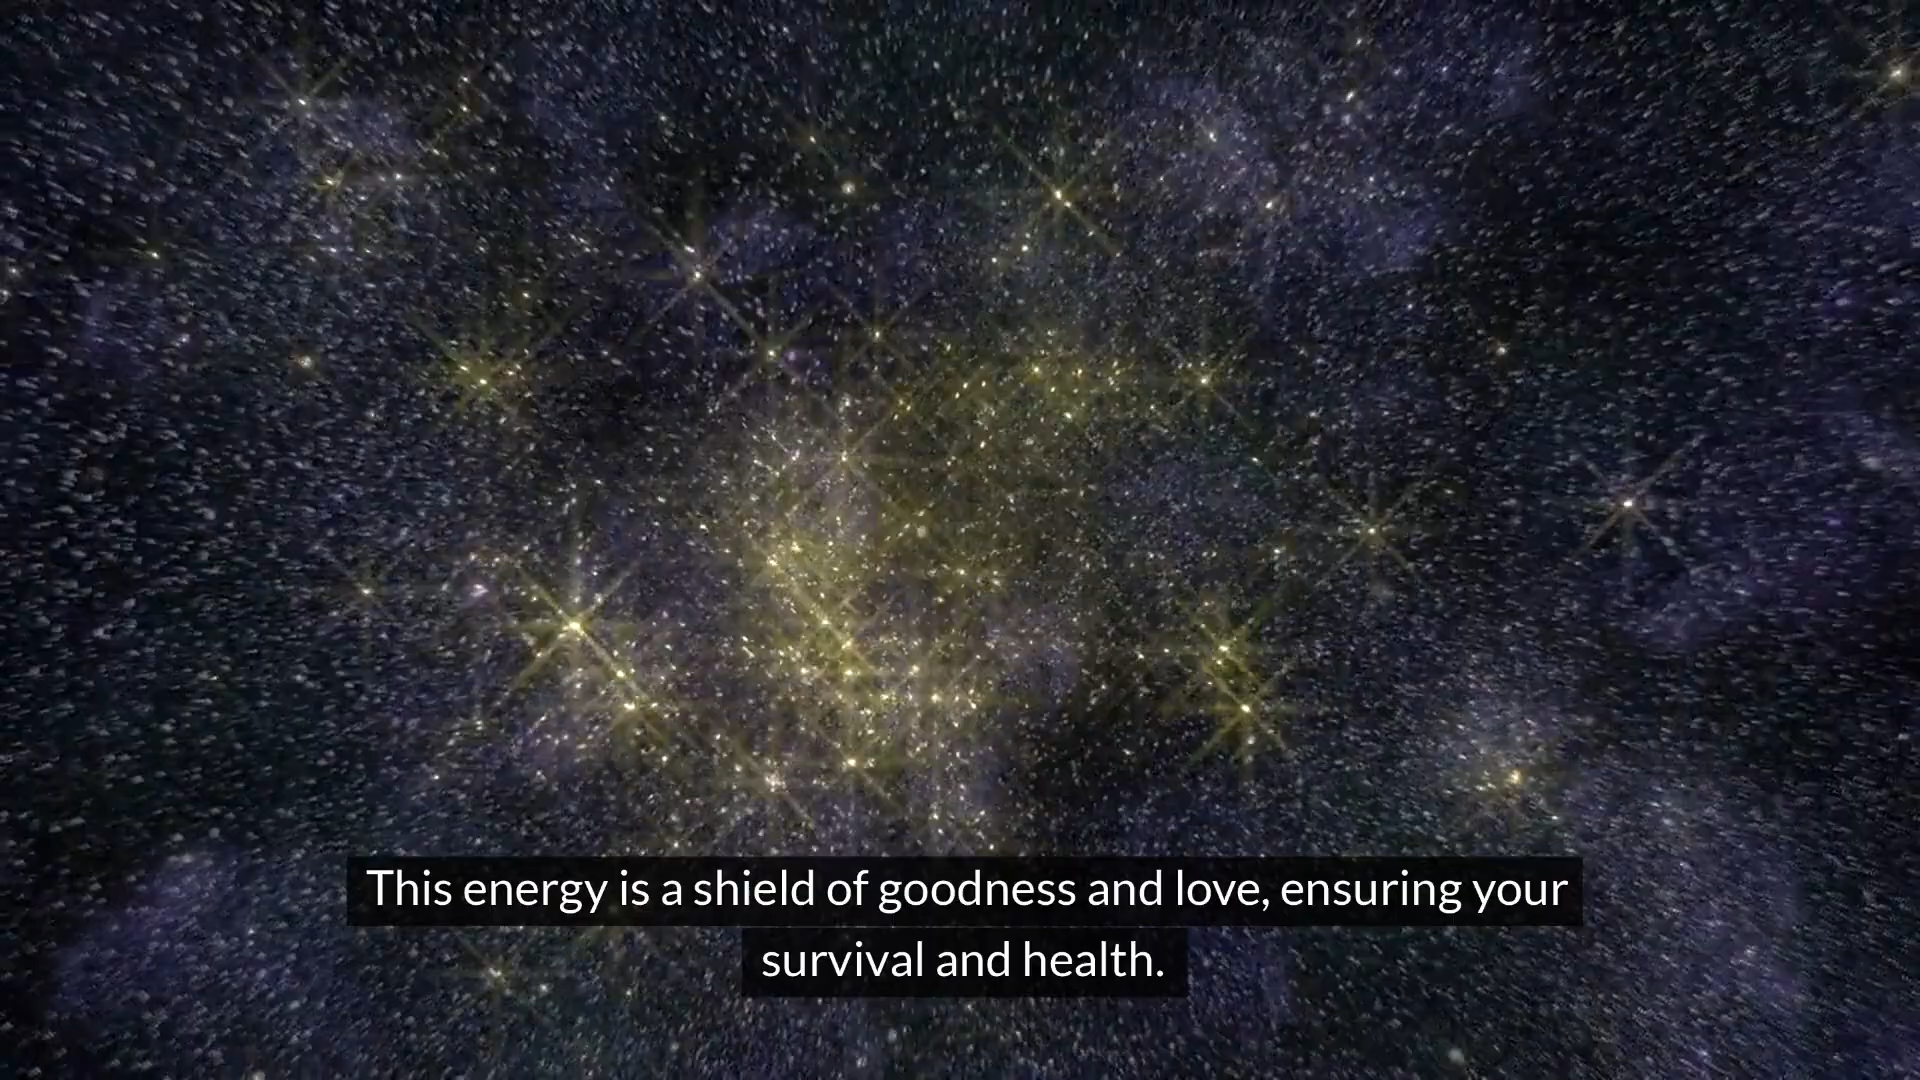 This energy is a shield of goodness and love, ensuring your
survival and health.